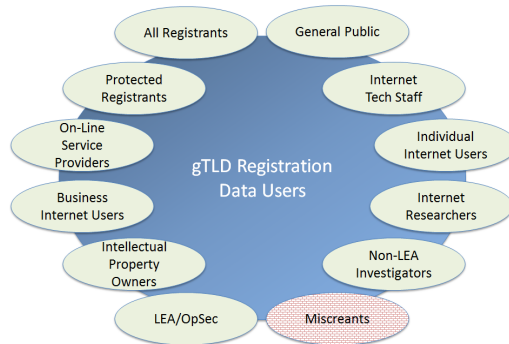 All Registrants
General Public
Protected
Registrants
Internet
Tech Staff
On-Line
Service
Providers
Individual
Internet Users
gTLD Registration
Data Users
Business
Internet Users
Internet
Researchers
Intellectual
Property
Owners
Non-LEA
Investigators
LEA/OpSec
Miscreants